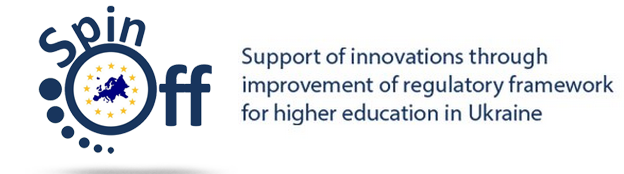 Spin
Off
Support of innovations through
improvement of regulatory framework
for higher education in Ukraine